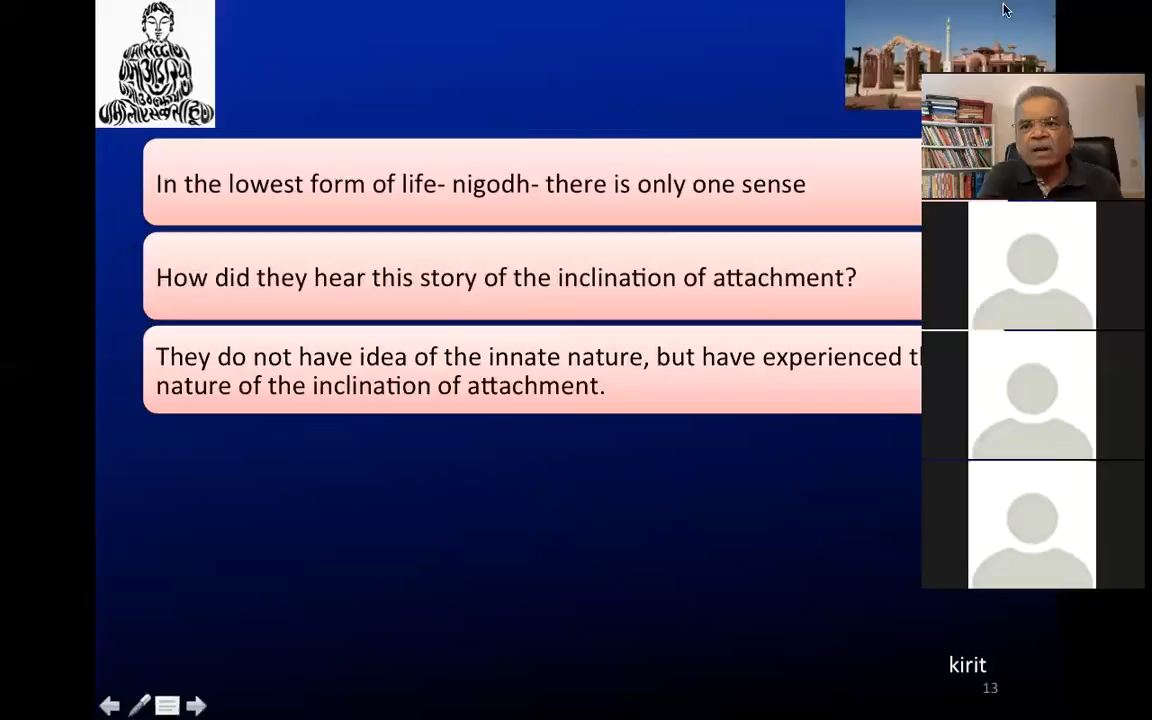 In the lowest form of life- nigodh- there is only one sense
How did they hear this story of the inclination of attachment?
They do not have idea of the innate nature, but have experienced
nature of the inclination of attachment.
kirit
13